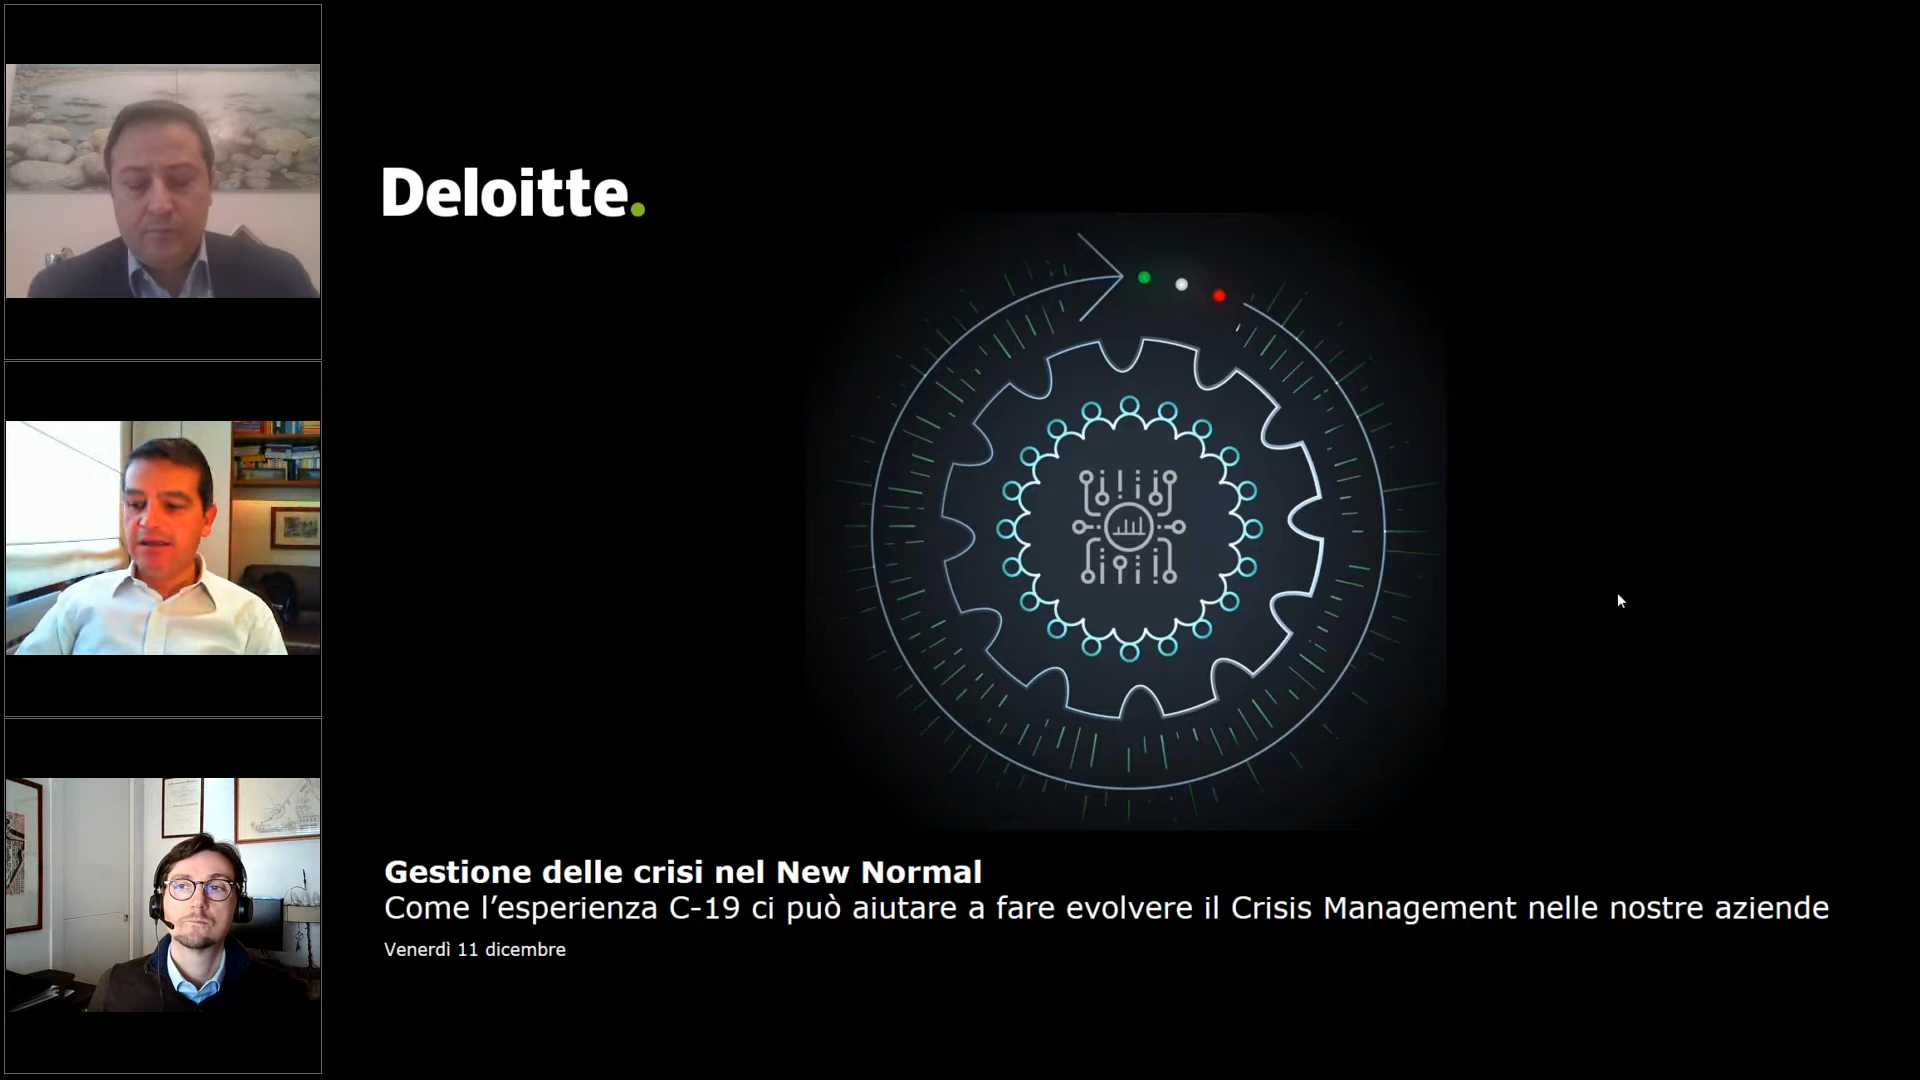 Deloitte.
Gestione delle crisi nel New Normal
Come l’esperienza C-19 ci può aiutare a fare evolvere il Crisis Management nelle nostre aziende
Venerdì 11 dicembre